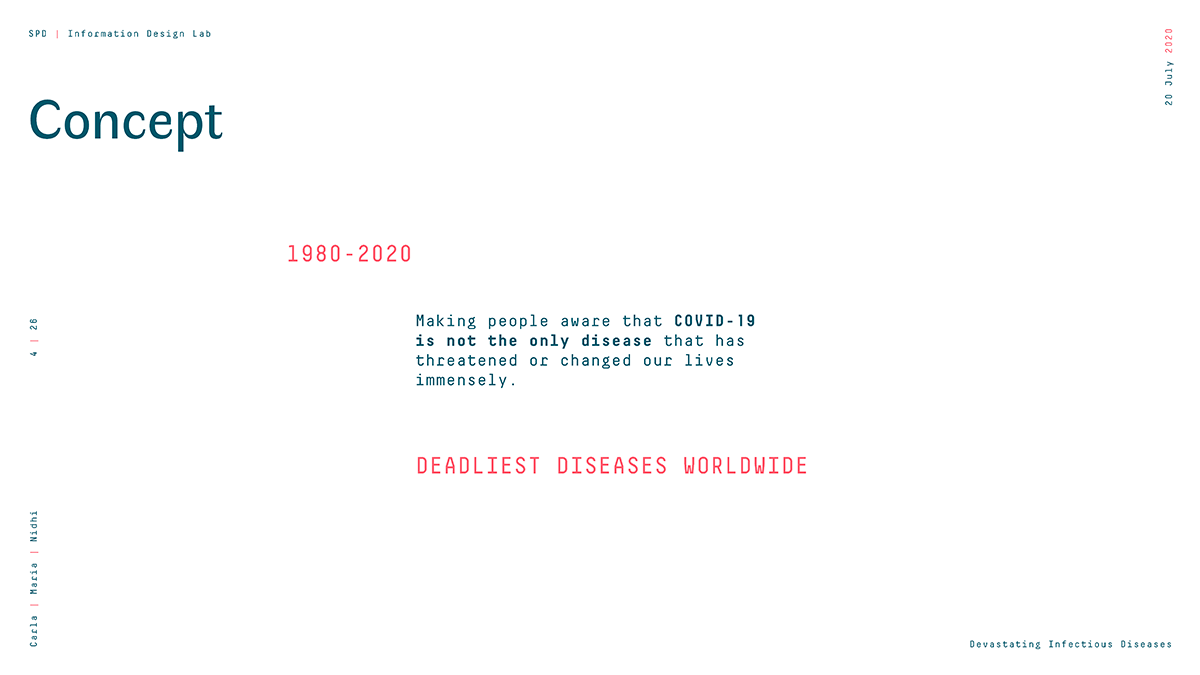 SPD | Information Design Lab
20 July 2020
Concept
1980-2020
Making people aware that COVID-19
is not the only disease that has
threatened or changed our lives
immensely.
4 | 26
DEADLIEST DISEASES WORLDWIDE
Carla | Maria | Nidhi
Devastating Infectious Diseases